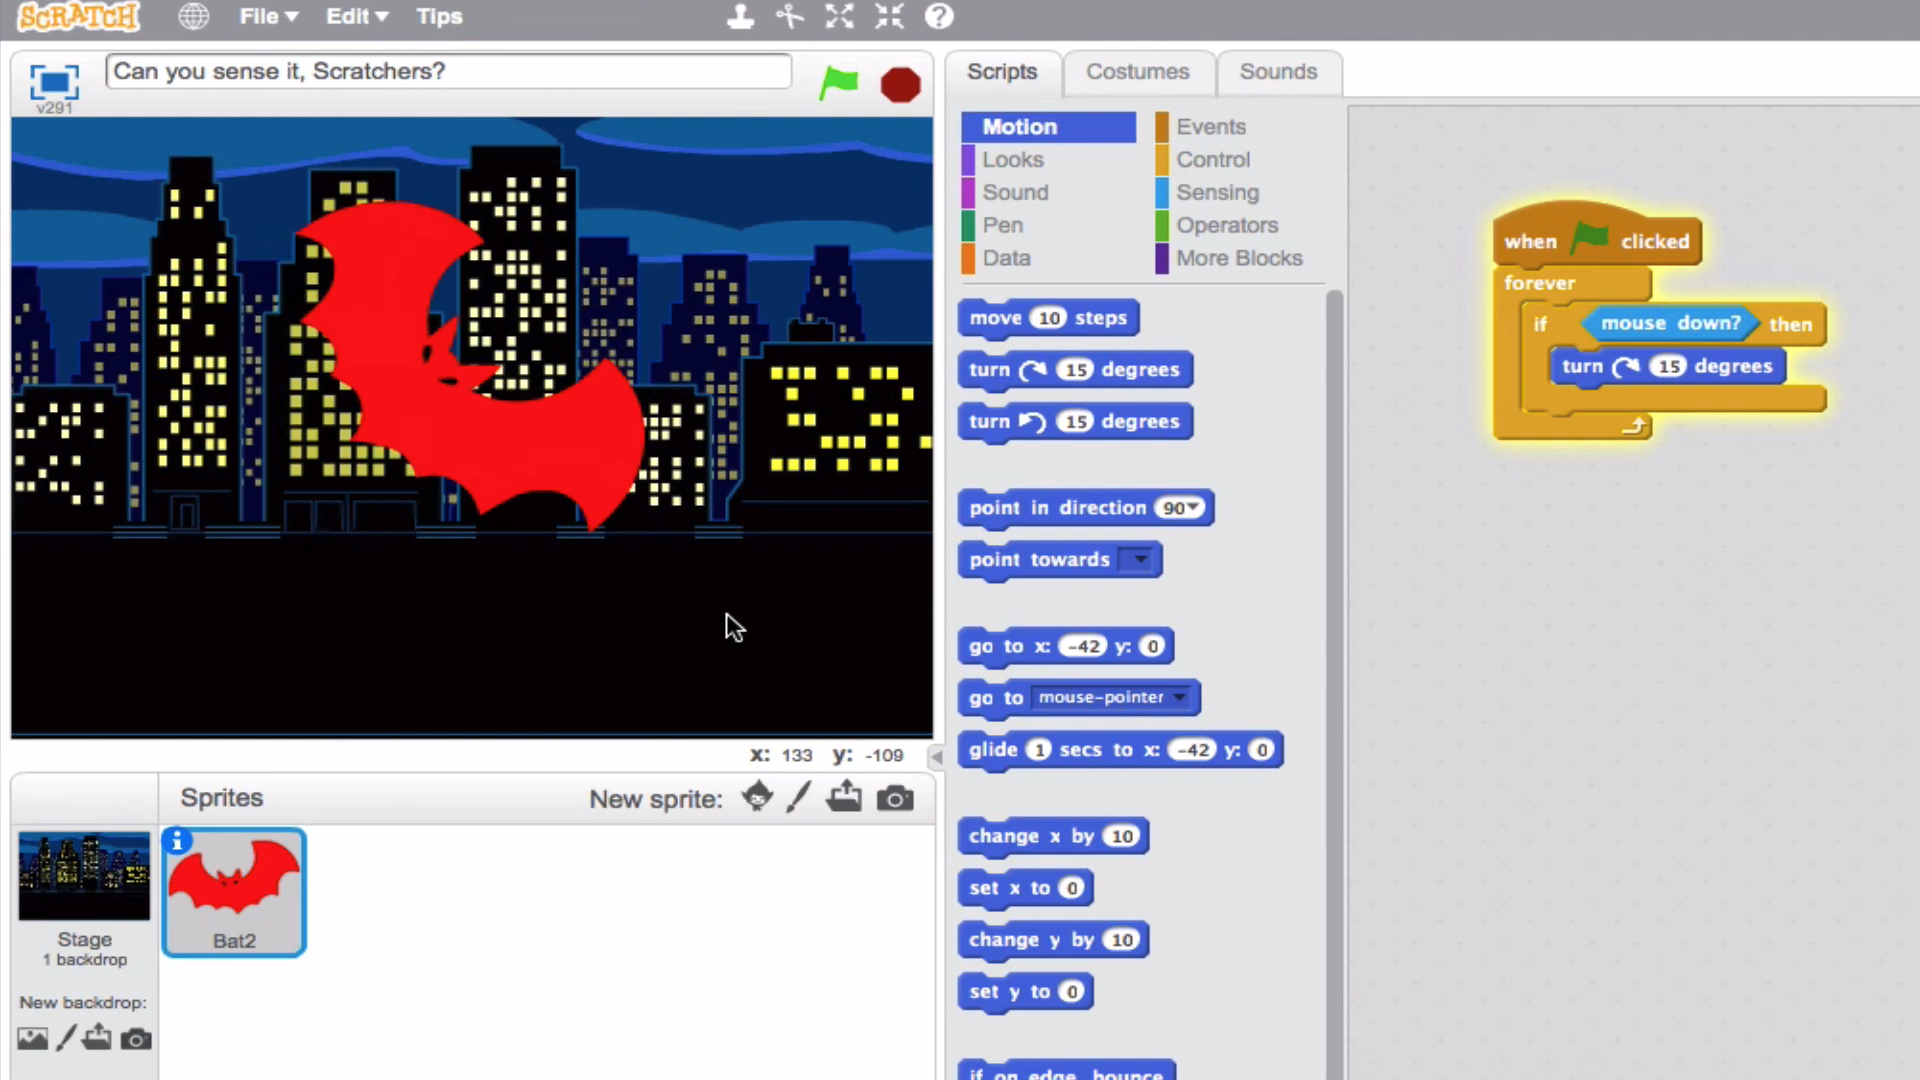 SCRATCH File Edit Tips
Can you sense it, Scratchers?
v291
Scripts Costumes Sounds
Motion Events
Looks Control
Sound Sensing
Pen Operators
Data More Blocks
move 10 steps
turn 15 degrees
turn 15 degrees
point in direction 90
point towards
go to x: -42 y: 0
go to mouse-pointer
glide 1 secs to x: -42 y: 0
change x by 10
set x to 0
change y by 10
set y to 0
if on edge, bounce
when clicked
forever
if mouse down? then
turn 15 degrees
x: 133 y: -109
Sprites New sprite:
Stage
1 backdrop
New backdrop:
Bat2